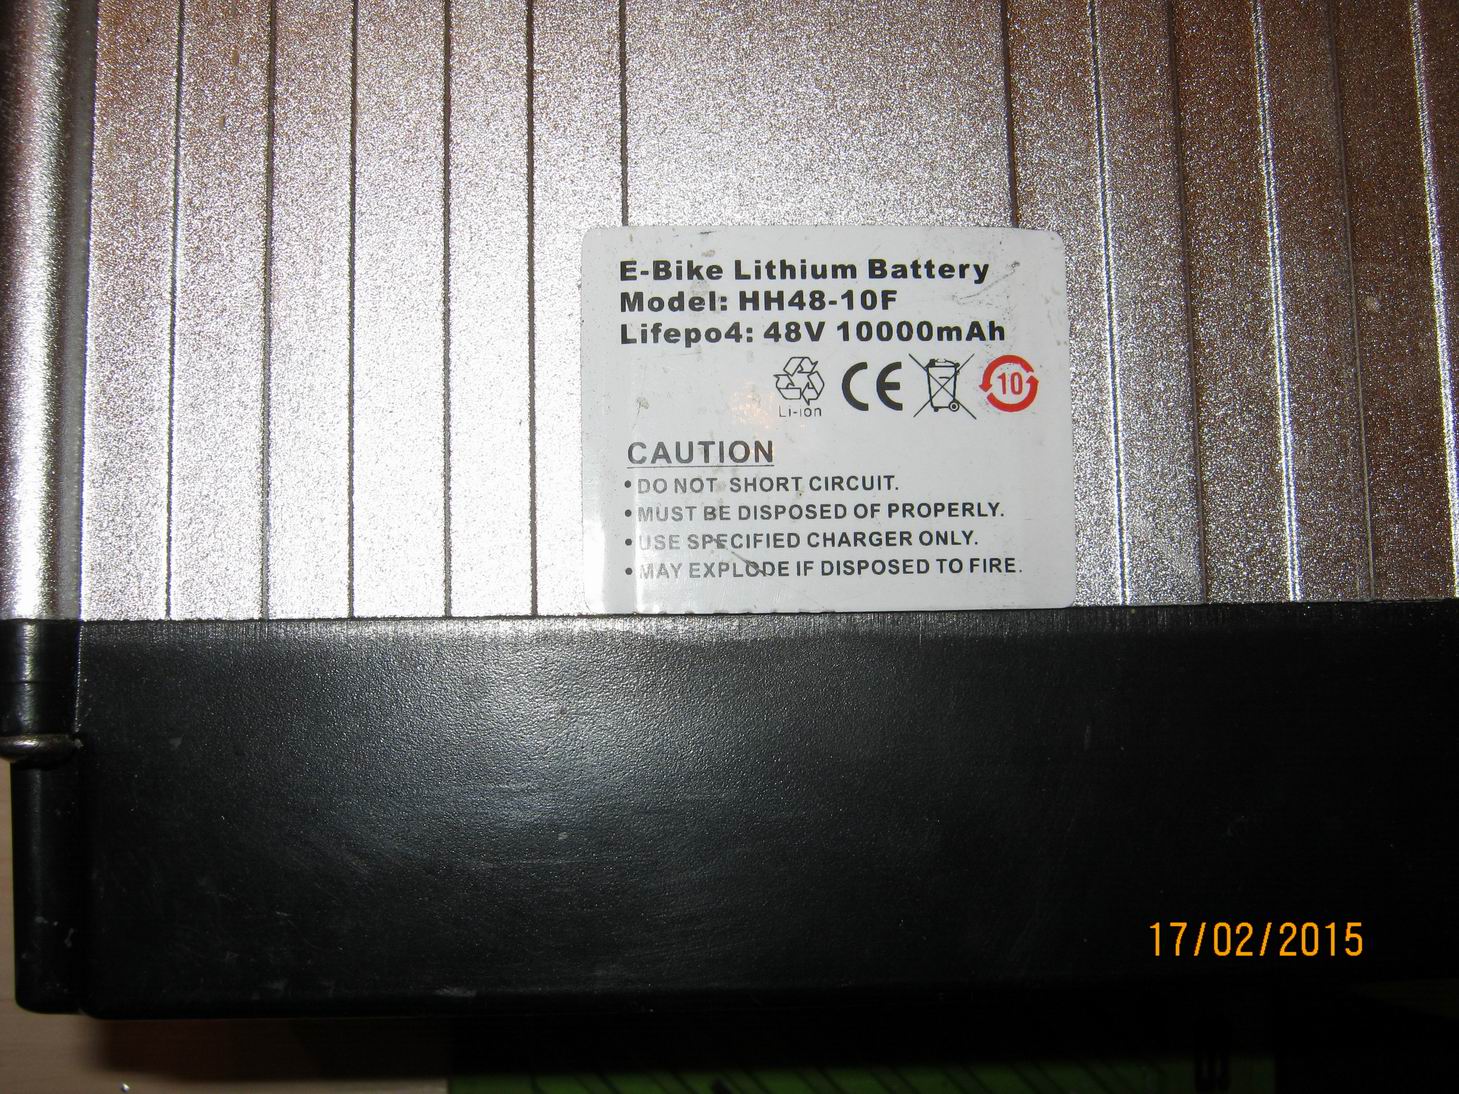 E-Bike Lithium Battery
Model: HH48-10F
Lifepo4: 48V 10000mAh
Li-ion
CE
10
CAUTION
• DO NOT SHORT CIRCUIT.
• MUST BE DISPOSED OF PROPERLY.
• USE SPECIFIED CHARGER ONLY.
• MAY EXPLODE IF DISPOSED TO FIRE.
17/02/2015